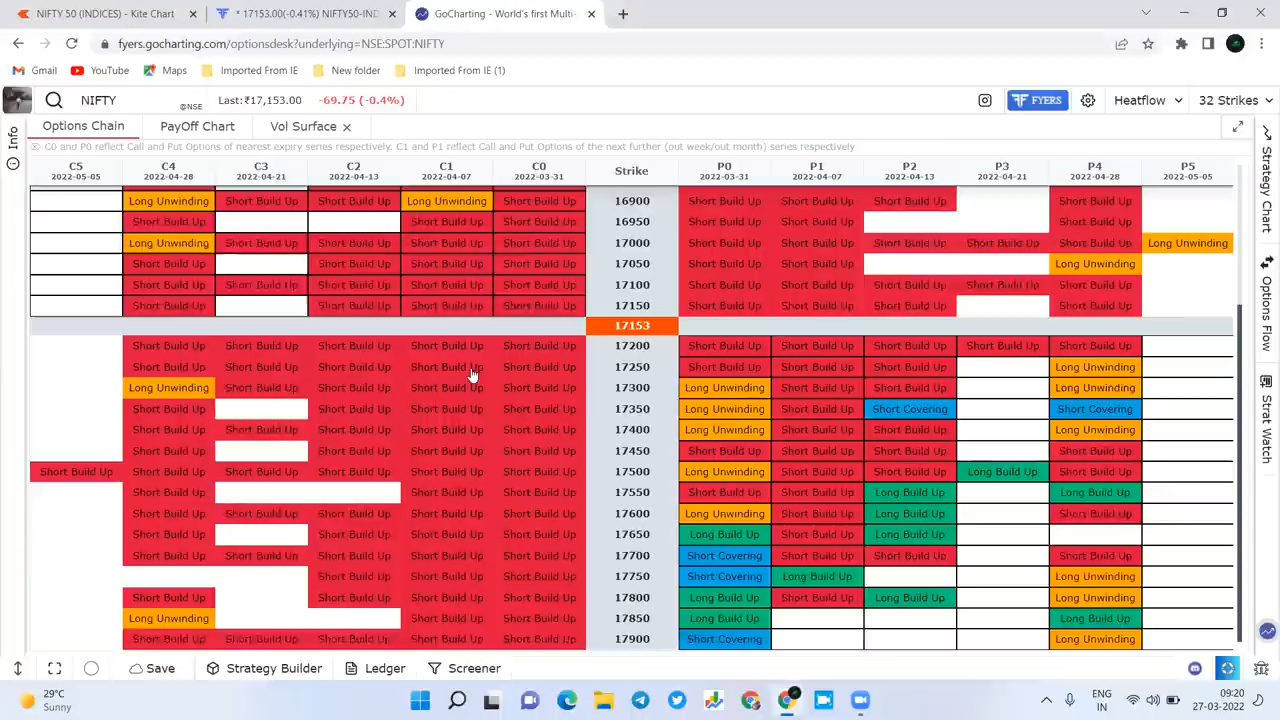 NIFTY 50 (INDICES) - Kite Chart
* 17153.00(-0.41%) NIFTY50-IND
GoCharting - World's first Multi-
fyers.gocharting.com/optionsdesk?underlying=NSE:SPOT:NIFTY
Gmail YouTube Maps Imported From IE New folder Imported From IE (1)
NIFTY @NSE Last:₹17,153.00 -69.75 (-0.4%) FYERS Heatflow 32 Strikes
Info
Options Chain PayOff Chart Vol Surface
C0 and P0 reflect Call and Put Options of nearest expry series respectively. C1 and P1 reflect Call and Put Options of the next further (out week/out month) series respectively
C5 C4 C3 C2 C1 C0 Strike P0 P1 P2 P3 P4 P5
2022-05-05 2022-04-28 2022-04-21 2022-04-13 2022-04-07 2022-03-31 2022-03-31 2022-04-07 2022-04-13 2022-04-21 2022-04-28 2022-05-05
Long Unwinding Short Build Up Short Build Up Long Unwinding Short Build Up 16900 Short Build Up Short Build Up Short Build Up Short Build Up
Short Build Up Short Build Up Short Build Up 16950 Short Build Up Short Build Up Short Build Up
Long Unwinding Short Build Up Short Build Up Short Build Up Short Build Up 17000 Short Build Up Short Build Up Short Build Up Short Build Up Short Build Up Long Unwinding
Short Build Up Short Build Up Short Build Up Short Build Up 17050 Short Build Up Short Build Up Long Unwinding
Short Build Up Short Build Up Short Build Up Short Build Up Short Build Up 17100 Short Build Up Short Build Up Short Build Up Short Build Up Short Build Up
Short Build Up Short Build Up Short Build Up Short Build Up 17150 Short Build Up Short Build Up Short Build Up Short Build Up
17153
Short Build Up Short Build Up Short Build Up Short Build Up Short Build Up 17200 Short Build Up Short Build Up Short Build Up Short Build Up Short Build Up
Short Build Up Short Build Up Short Build Up Short Build Up Short Build Up 17250 Short Build Up Short Build Up Short Build Up Long Unwinding
Long Unwinding Short Build Up Short Build Up Short Build Up Short Build Up 17300 Long Unwinding Short Build Up Short Build Up Long Unwinding
Short Build Up Short Build Up Short Build Up Short Build Up 17350 Long Unwinding Short Build Up Short Covering Short Covering
Short Build Up Short Build Up Short Build Up Short Build Up Short Build Up 17400 Long Unwinding Short Build Up Short Build Up Long Unwinding
Short Build Up Short Build Up Short Build Up Short Build Up 17450 Short Build Up Short Build Up Short Build Up Short Build Up
Short Build Up Short Build Up Short Build Up Short Build Up Short Build Up Short Build Up 17500 Long Unwinding Short Build Up Short Build Up Long Build Up Short Build Up
Short Build Up Short Build Up Short Build Up 17550 Short Build Up Short Build Up Long Build Up Long Build Up
Short Build Up Short Build Up Short Build Up Short Build Up Short Build Up 17600 Long Unwinding Short Build Up Long Build Up Short Build Up
Short Build Up Short Build Up Short Build Up Short Build Up 17650 Long Build Up Short Build Up Long Build Up
Short Build Up Short Build Up Short Build Up Short Build Up Short Build Up 17700 Short Covering Short Build Up Short Build Up Short Build Up
Short Build Up Short Build Up Short Build Up 17750 Short Covering Long Build Up Long Unwinding
Short Build Up Short Build Up Short Build Up Short Build Up 17800 Long Build Up Short Build Up Long Build Up Long Unwinding
Long Unwinding Short Build Up Short Build Up 17850 Long Build Up Long Build Up
Short Build Up Short Build Up Short Build Up Short Build Up Short Build Up 17900 Short Covering Long Unwinding
Strategy Chart
Options Flow
Strat Watch
Save Strategy Builder Ledger Screener
29°C
Sunny
ENG
IN
09:20
27-03-2022